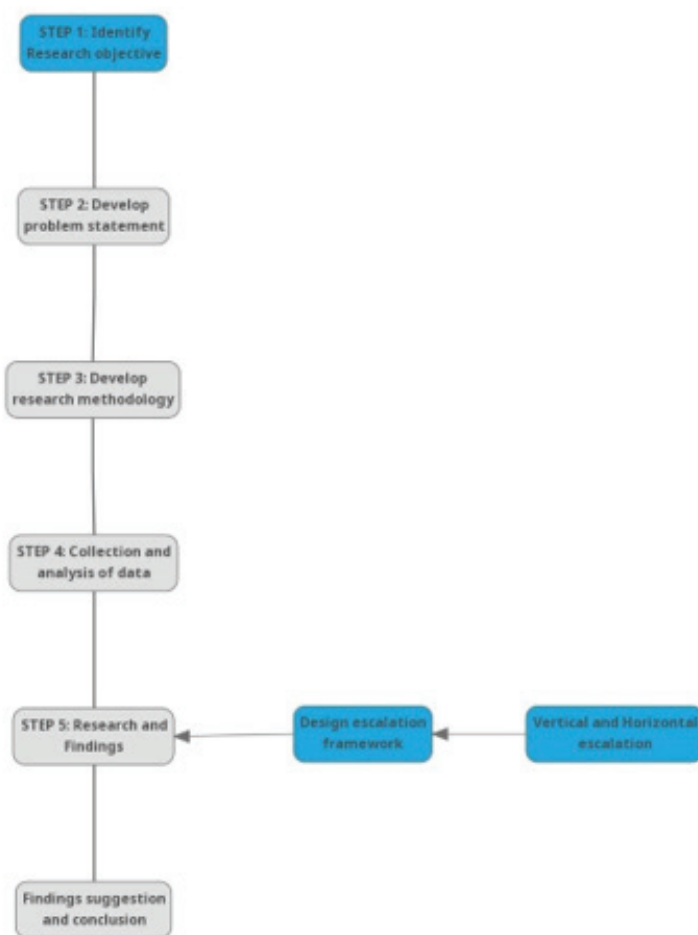 STEP 1: Identify
Research objective
STEP 2: Develop
problem statement
STEP 3: Develop
research methodology
STEP 4: Collection and
analysis of data
STEP 5: Research and
Findings
Design escalation
framework
Vertical and Horizontal
escalation
Findings suggestion
and conclusion